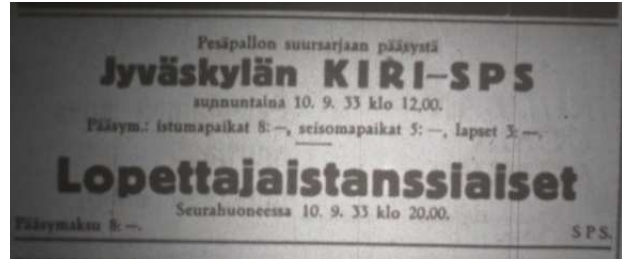 Pesäpallon suursarjaan pääsystä
Jyväskylän KIRI–SPS
sunnuntaina 10. 9. 33 klo 12,00.
Pääsym.: istumapaikat 8:—, seisomapaikat 5:—, lapset 3:—.
Lopettajaistanssiaiset
Seurahuoneessa 10. 9. 33 klo 20,00.
Pääsymaksu 8:—.
SPS.